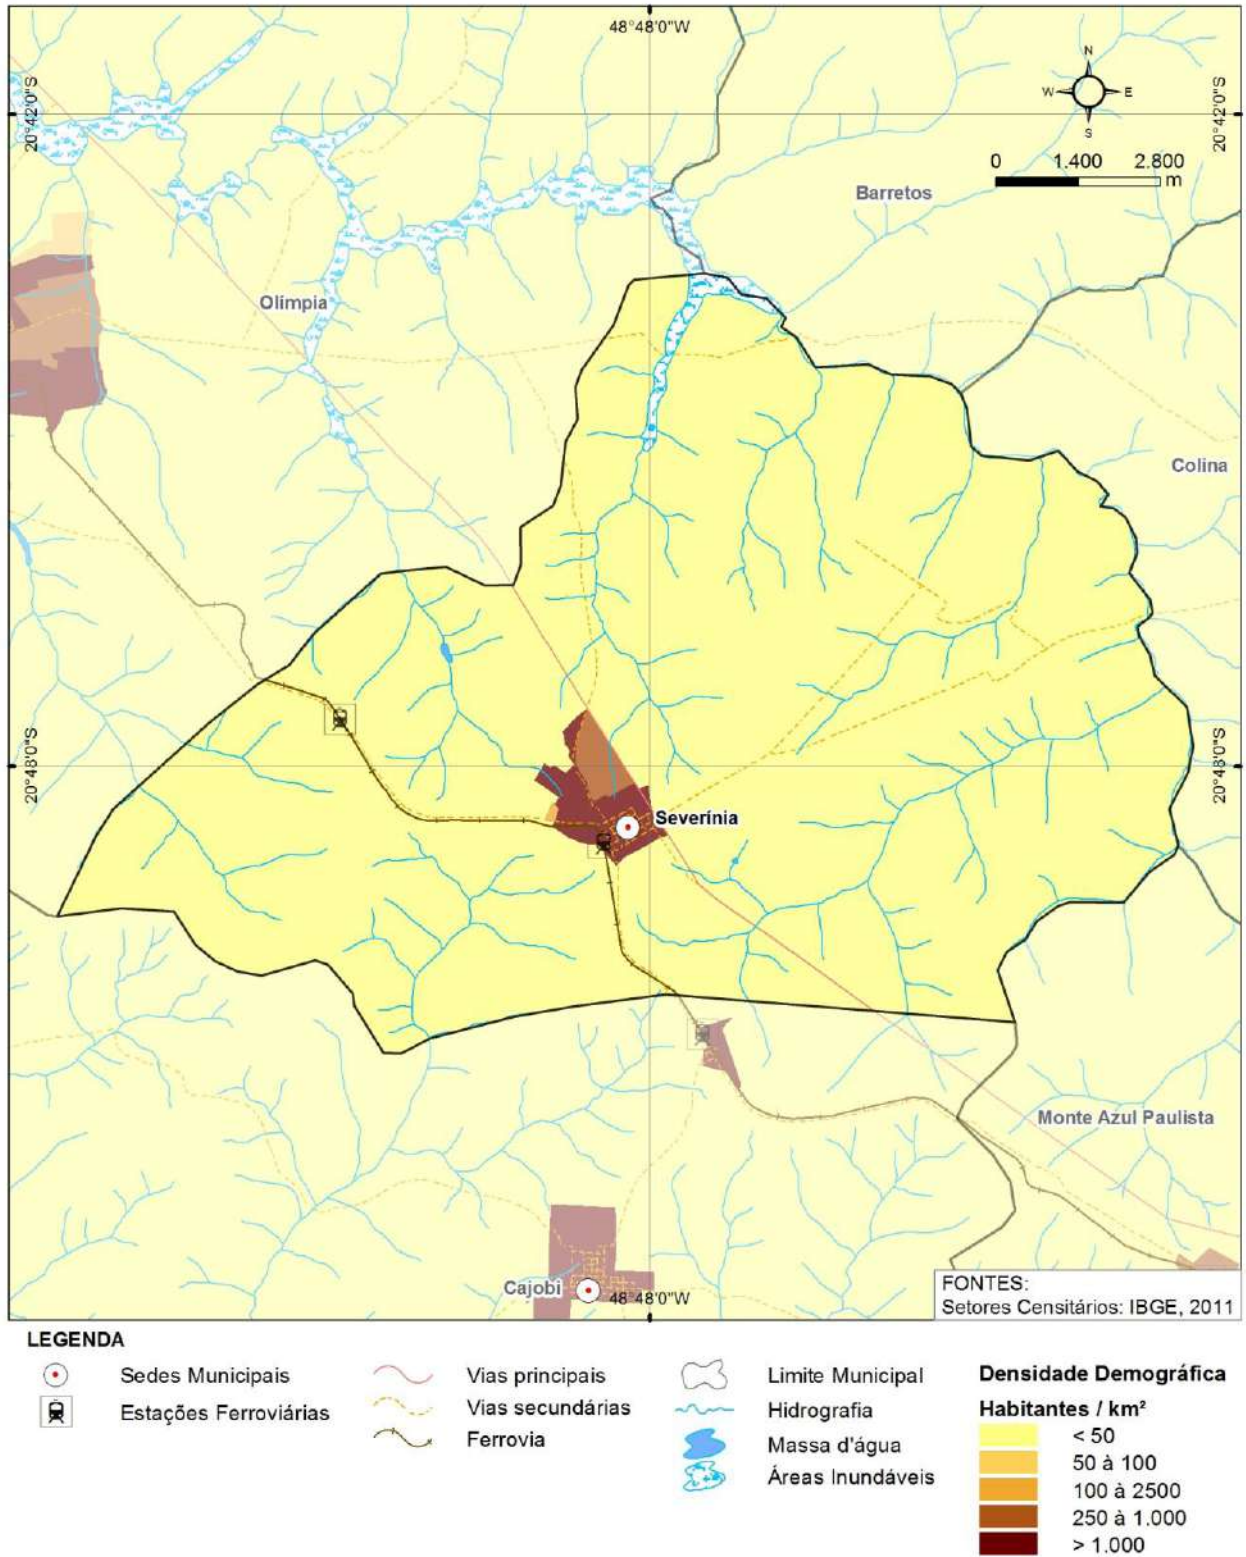 48°48'0"W
20°42'0"S
20°42'0"S
N
W
E
S
0 1.400 2.800
m
Barretos
Olímpia
Colina
20°48'0"S
20°48'0"S
Severínia
Monte Azul Paulista
Cajobi
48°48'0"W
FONTES:
Setores Censitários: IBGE, 2011
LEGENDA
Sedes Municipais
Estações Ferroviárias
Vias principais
Vias secundárias
Ferrovia
Limite Municipal
Hidrografia
Massa d'água
Áreas Inundáveis
Densidade Demográfica
Habitantes / km²
< 50
50 à 100
100 à 2500
250 à 1.000
> 1.000